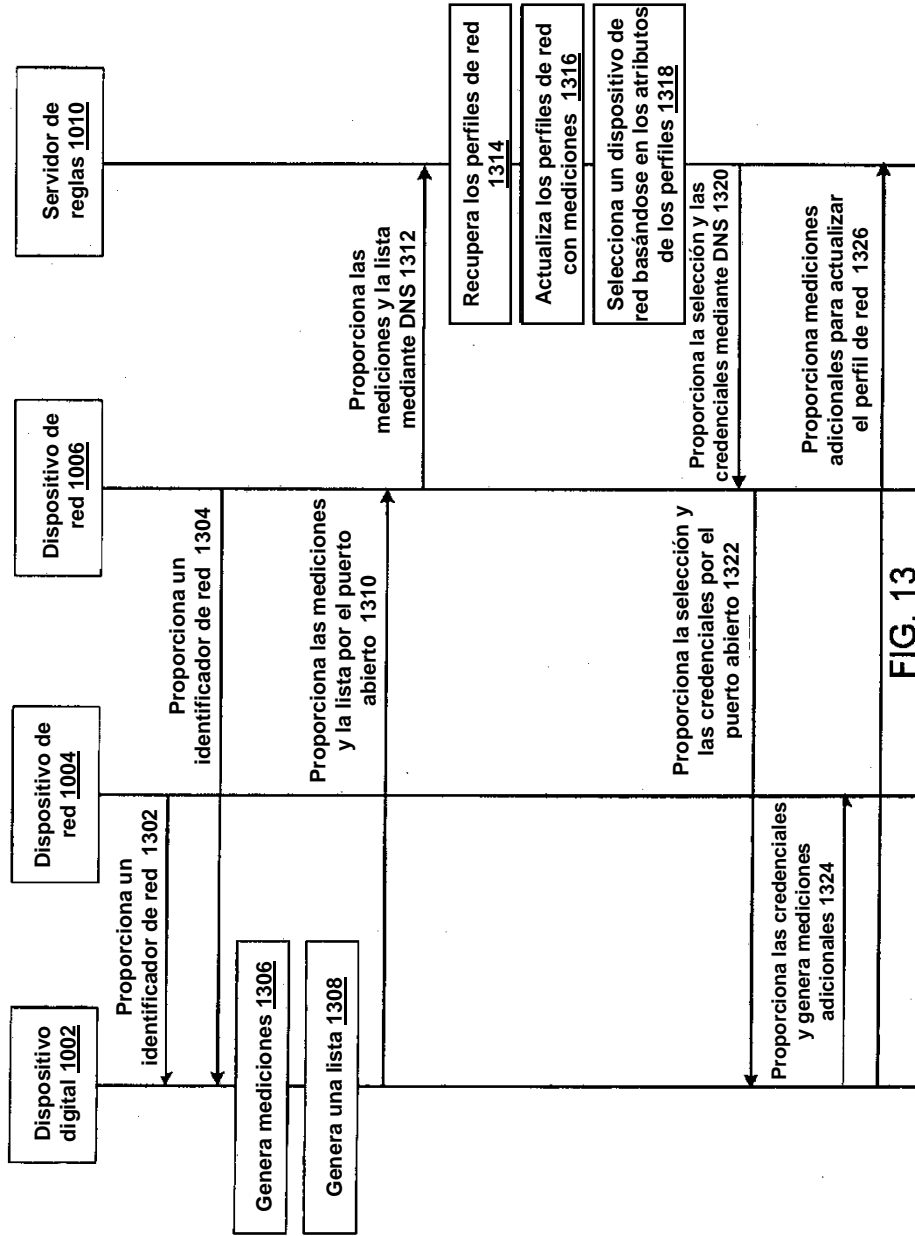 Dispositivo
digital 1002
Dispositivo de
red 1004
Dispositivo de
red 1006
Servidor de
reglas 1010
Proporciona un
identificador de red 1302
Proporciona un
identificador de red 1304
Genera mediciones 1306
Genera una lista 1308
Proporciona las mediciones
y la lista por el puerto
abierto 1310
Proporciona las
mediciones y la lista
mediante DNS 1312
Recupera los perfiles de red
1314
Actualiza los perfiles de red
con mediciones 1316
Selecciona un dispositivo de
red basándose en los atributos
de los perfiles 1318
Proporciona la selección y las
credenciales mediante DNS 1320
Proporciona la selección y
las credenciales por el
puerto abierto 1322
Proporciona las credenciales
y genera mediciones
adicionales 1324
Proporciona mediciones
adicionales para actualizar
el perfil de red 1326
FIG. 13